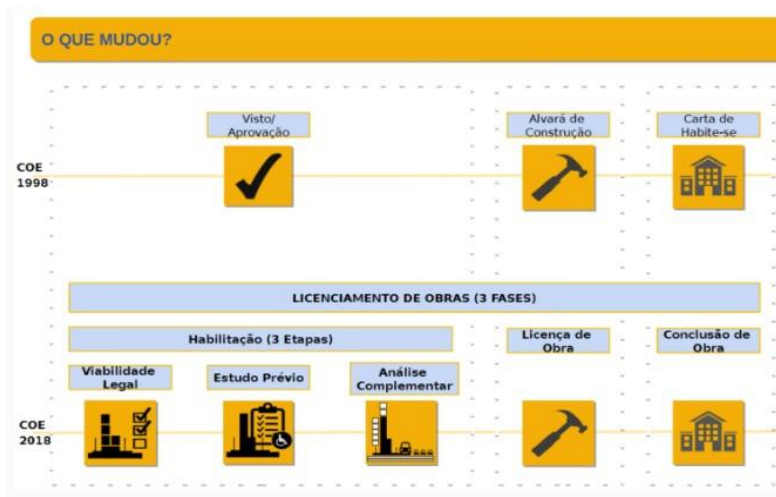 O QUE MUDOU?
Visto/
Aprovação
Alvará de
Construção
Carta de
Habite-se
COE
1998
LICENCIAMENTO DE OBRAS (3 FASES)
Habilitação (3 Etapas)
Licença de
Obra
Conclusão de
Obra
Viabilidade
Legal
Estudo Prévio
Análise
Complementar
COE
2018